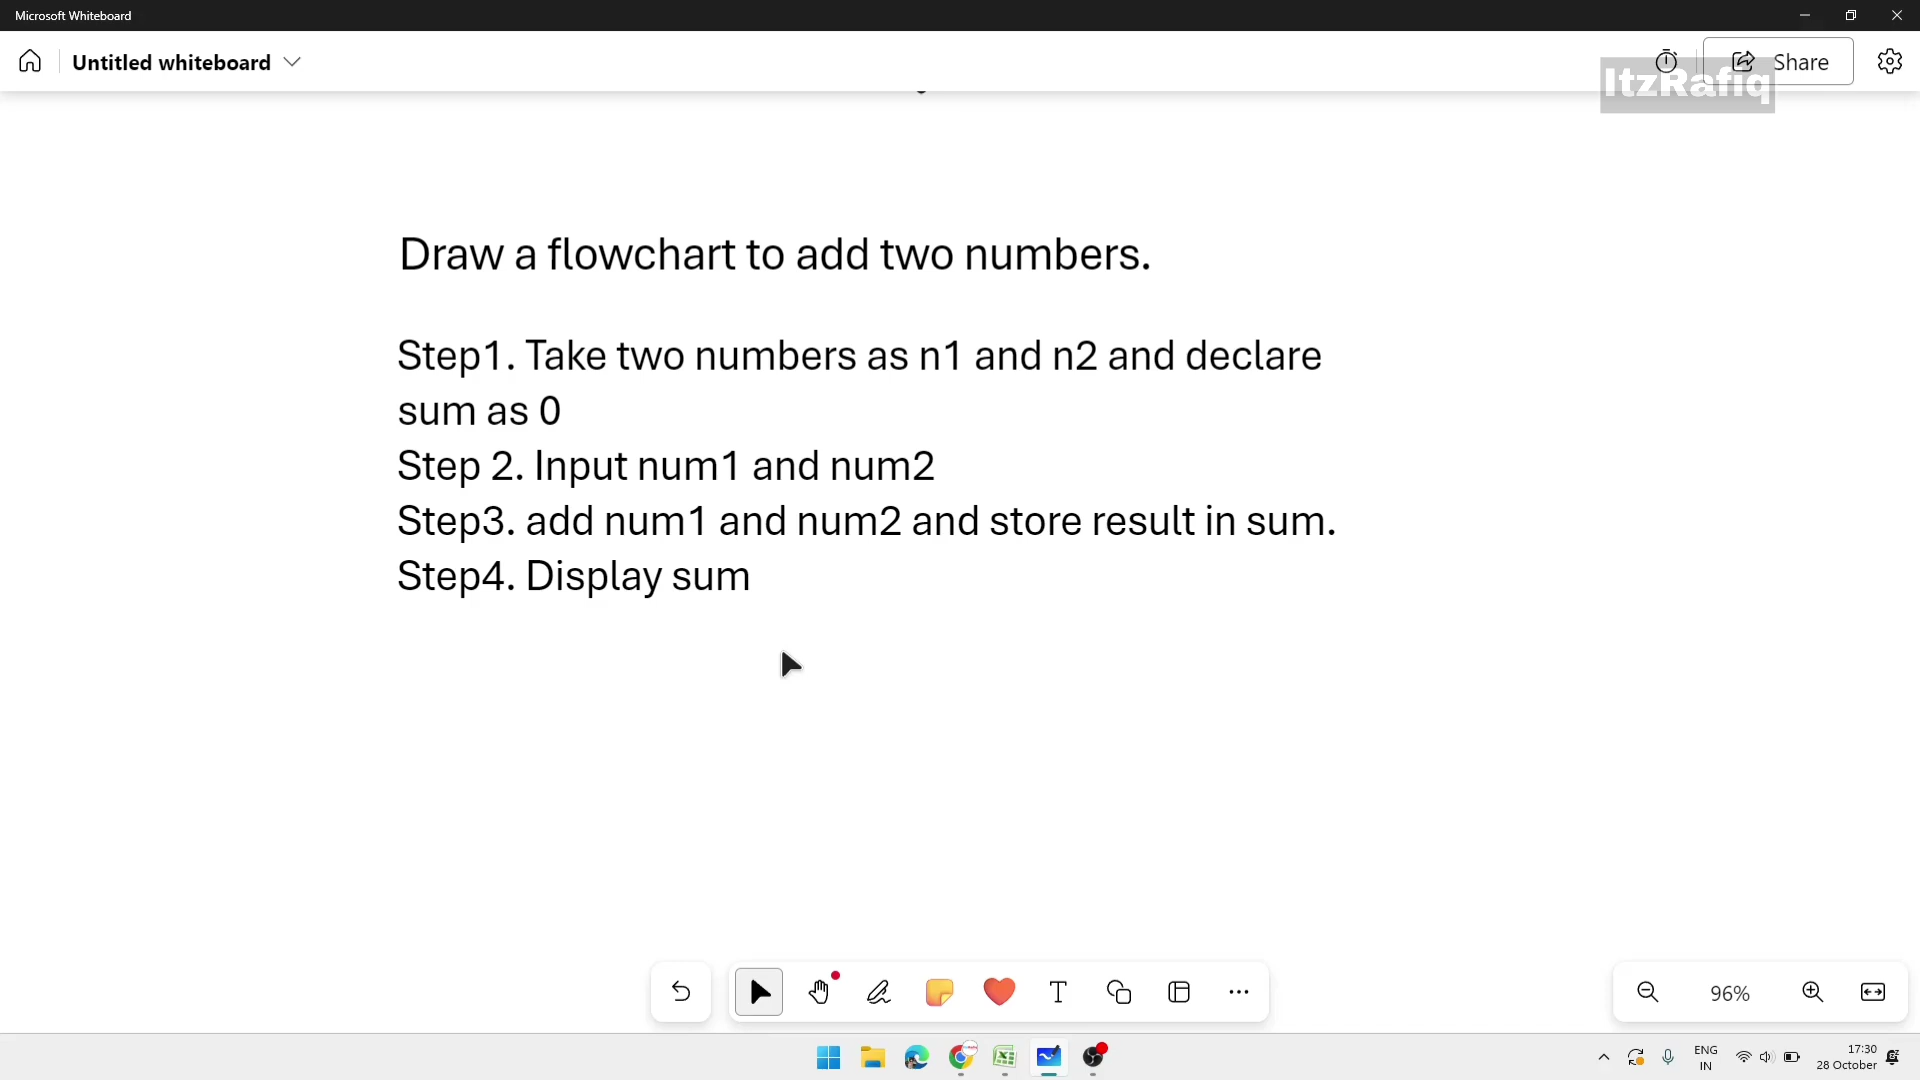 Microsoft Whiteboard
Untitled whiteboard
Share
ItzRafiq
Draw a flowchart to add two numbers.
Step1. Take two numbers as n1 and n2 and declare
sum as 0
Step 2. Input num1 and num2
Step3. add num1 and num2 and store result in sum.
Step4. Display sum
96%
ENG
IN
17:30
28 October